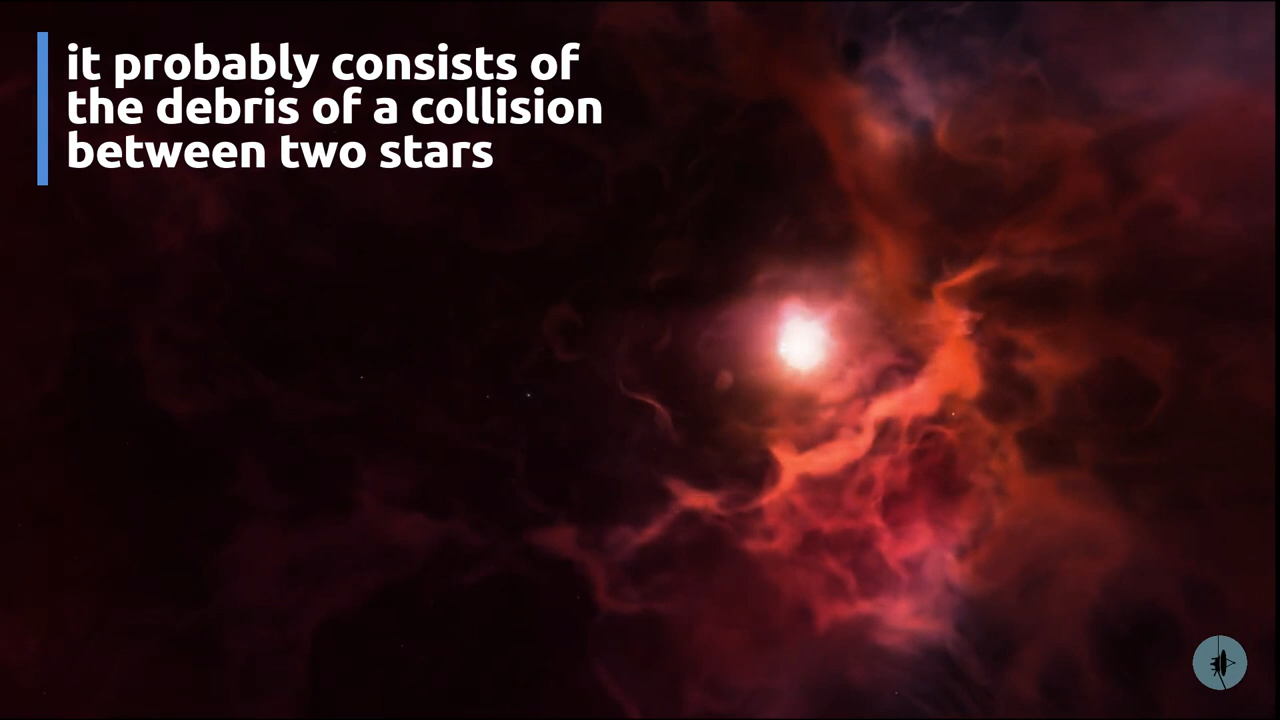 it probably consists of
the debris of a collision
between two stars